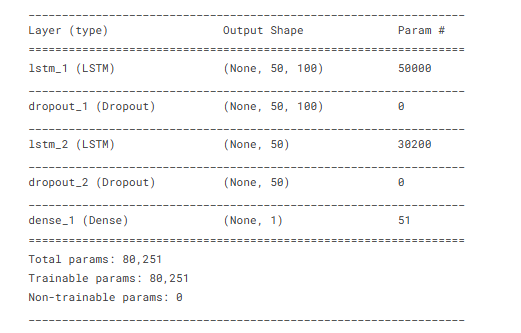 _________________________________________________________________
Layer (type)                 Output Shape              Param #
=================================================================
lstm_1 (LSTM)                (None, 50, 100)           50000
_________________________________________________________________
dropout_1 (Dropout)          (None, 50, 100)           0
_________________________________________________________________
lstm_2 (LSTM)                (None, 50)                30200
_________________________________________________________________
dropout_2 (Dropout)          (None, 50)                0
_________________________________________________________________
dense_1 (Dense)              (None, 1)                 51
=================================================================
Total params: 80,251
Trainable params: 80,251
Non-trainable params: 0
_________________________________________________________________